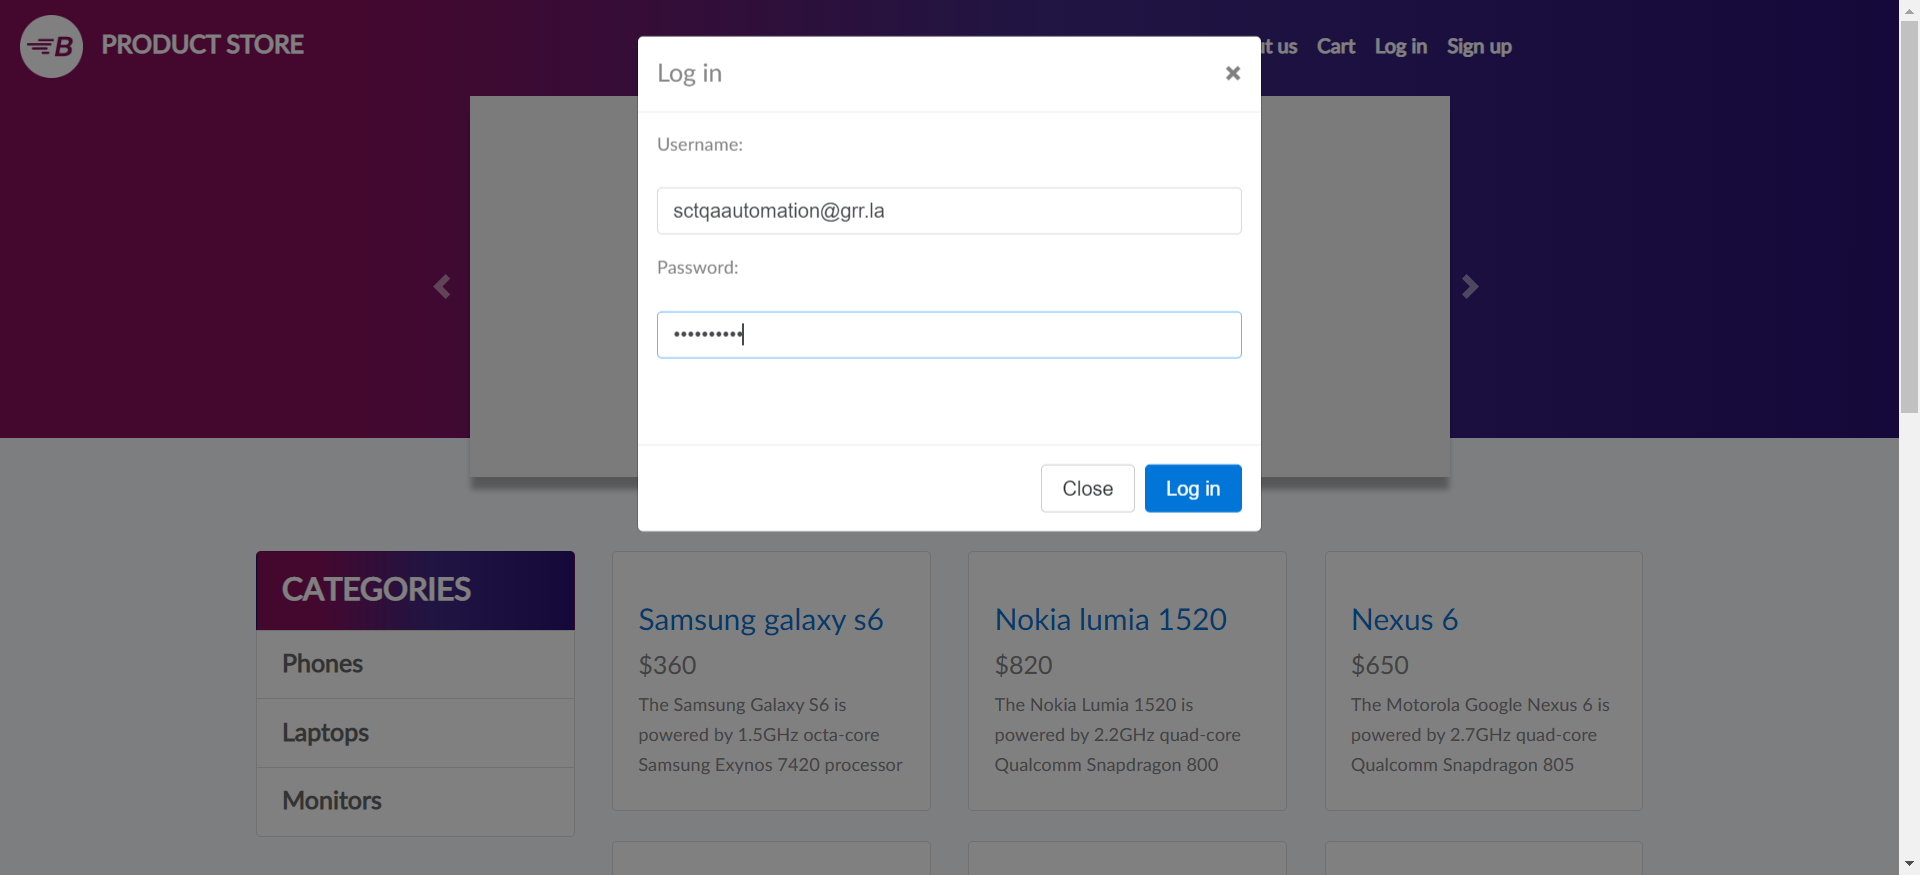 B PRODUCT STORE
ut us Cart Log in Sign up
Log in ×
Username:
sctqaautomation@grr.la
Password:
••••••••••
Close Log in
CATEGORIES
Phones
Laptops
Monitors
Samsung galaxy s6
$360
The Samsung Galaxy S6 is
powered by 1.5GHz octa-core
Samsung Exynos 7420 processor
Nokia lumia 1520
$820
The Nokia Lumia 1520 is
powered by 2.2GHz quad-core
Qualcomm Snapdragon 800
Nexus 6
$650
The Motorola Google Nexus 6 is
powered by 2.7GHz quad-core
Qualcomm Snapdragon 805